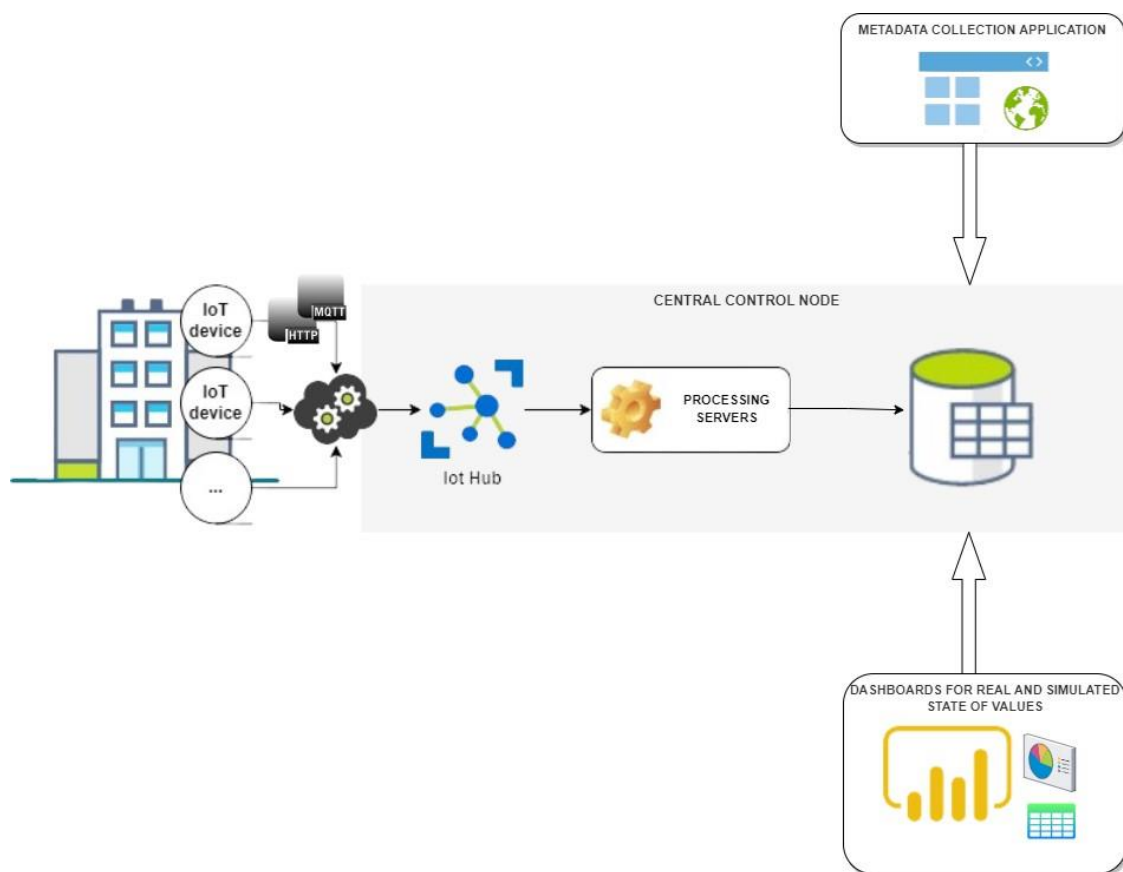 METADATA COLLECTION APPLICATION
CENTRAL CONTROL NODE
IoT
device
MQTT
HTTP
IoT
device
...
Iot Hub
PROCESSING
SERVERS
DASHBOARDS FOR REAL AND SIMULATED
STATE OF VALUES